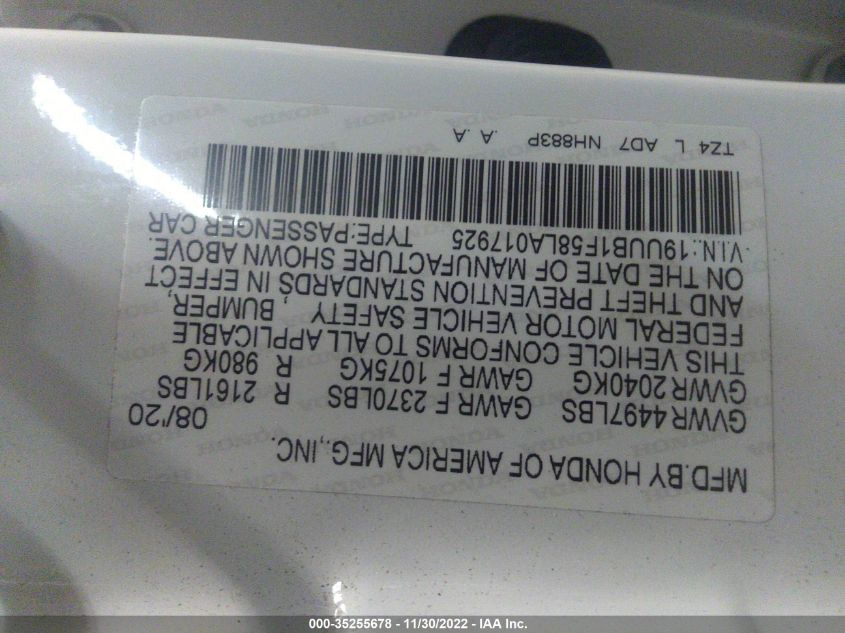 MFD.BY HONDA OF AMERICA MFG.,INC.
08/'20
GVWR 4497LBS GAWR F 2370LBS R 2161LBS
GVWR 2040KG GAWR F 1075KG R 980KG
THIS VEHICLE CONFORMS TO ALL APPLICABLE
FEDERAL MOTOR VEHICLE SAFETY , BUMPER,
AND THEFT PREVENTION STANDARDS IN EFFECT
ON THE DATE OF MANUFACTURE SHOWN ABOVE.
V.I.N.:19UUB1F58LA017925 TYPE:PASSENGER CAR
TZ4 L AD7 NH883P .A .A
000-35255678 - 11/30/2022 - IAA Inc.